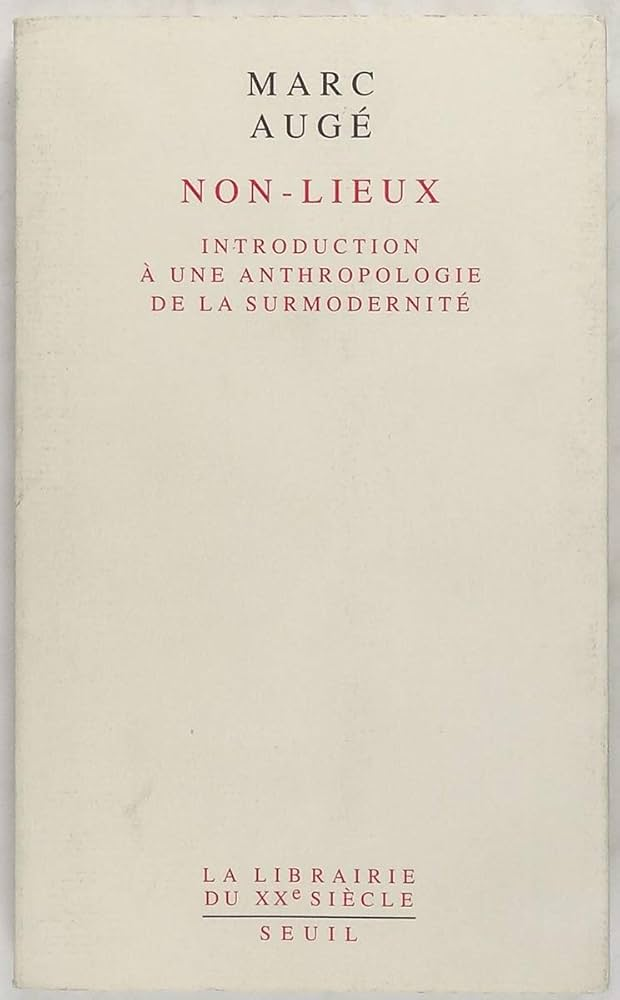 MARC
AUGÉ
NON-LIEUX
INTRODUCTION
À UNE ANTHROPOLOGIE
DE LA SURMODERNITÉ
LA LIBRAIRIE
DU XXe SIÈCLE
SEUIL